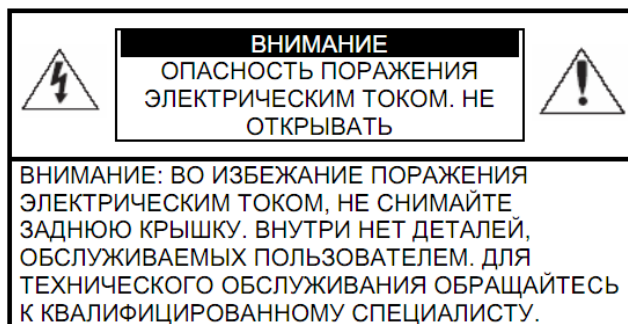 ВНИМАНИЕ
ОПАСНОСТЬ ПОРАЖЕНИЯ
ЭЛЕКТРИЧЕСКИМ ТОКОМ. НЕ
ОТКРЫВАТЬ
ВНИМАНИЕ: ВО ИЗБЕЖАНИЕ ПОРАЖЕНИЯ
ЭЛЕКТРИЧЕСКИМ ТОКОМ, НЕ СНИМАЙТЕ
ЗАДНЮЮ КРЫШКУ. ВНУТРИ НЕТ ДЕТАЛЕЙ,
ОБСЛУЖИВАЕМЫХ ПОЛЬЗОВАТЕЛЕМ. ДЛЯ
ТЕХНИЧЕСКОГО ОБСЛУЖИВАНИЯ ОБРАЩАЙТЕСЬ
К КВАЛИФИЦИРОВАННОМУ СПЕЦИАЛИСТУ.